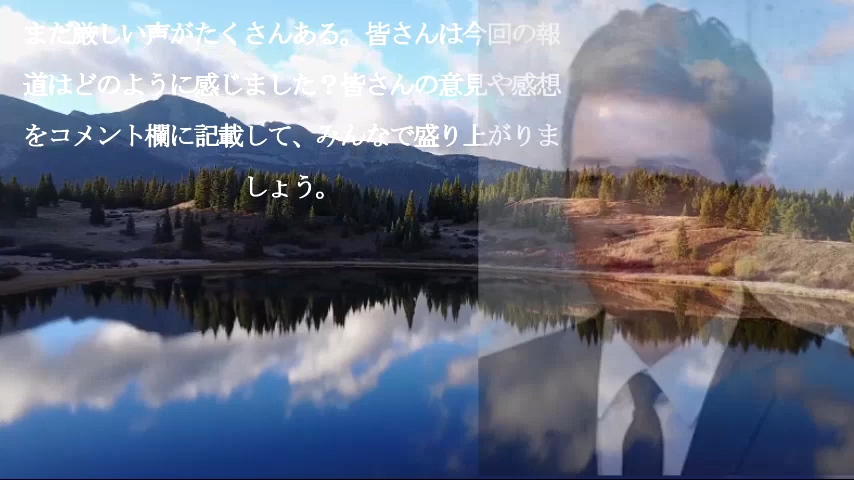 まだ厳しい声がたくさんある。皆さんは今回の報
道はどのように感じました？皆さんの意見や感想
をコメント欄に記載して、みんなで盛り上がりま
しょう。